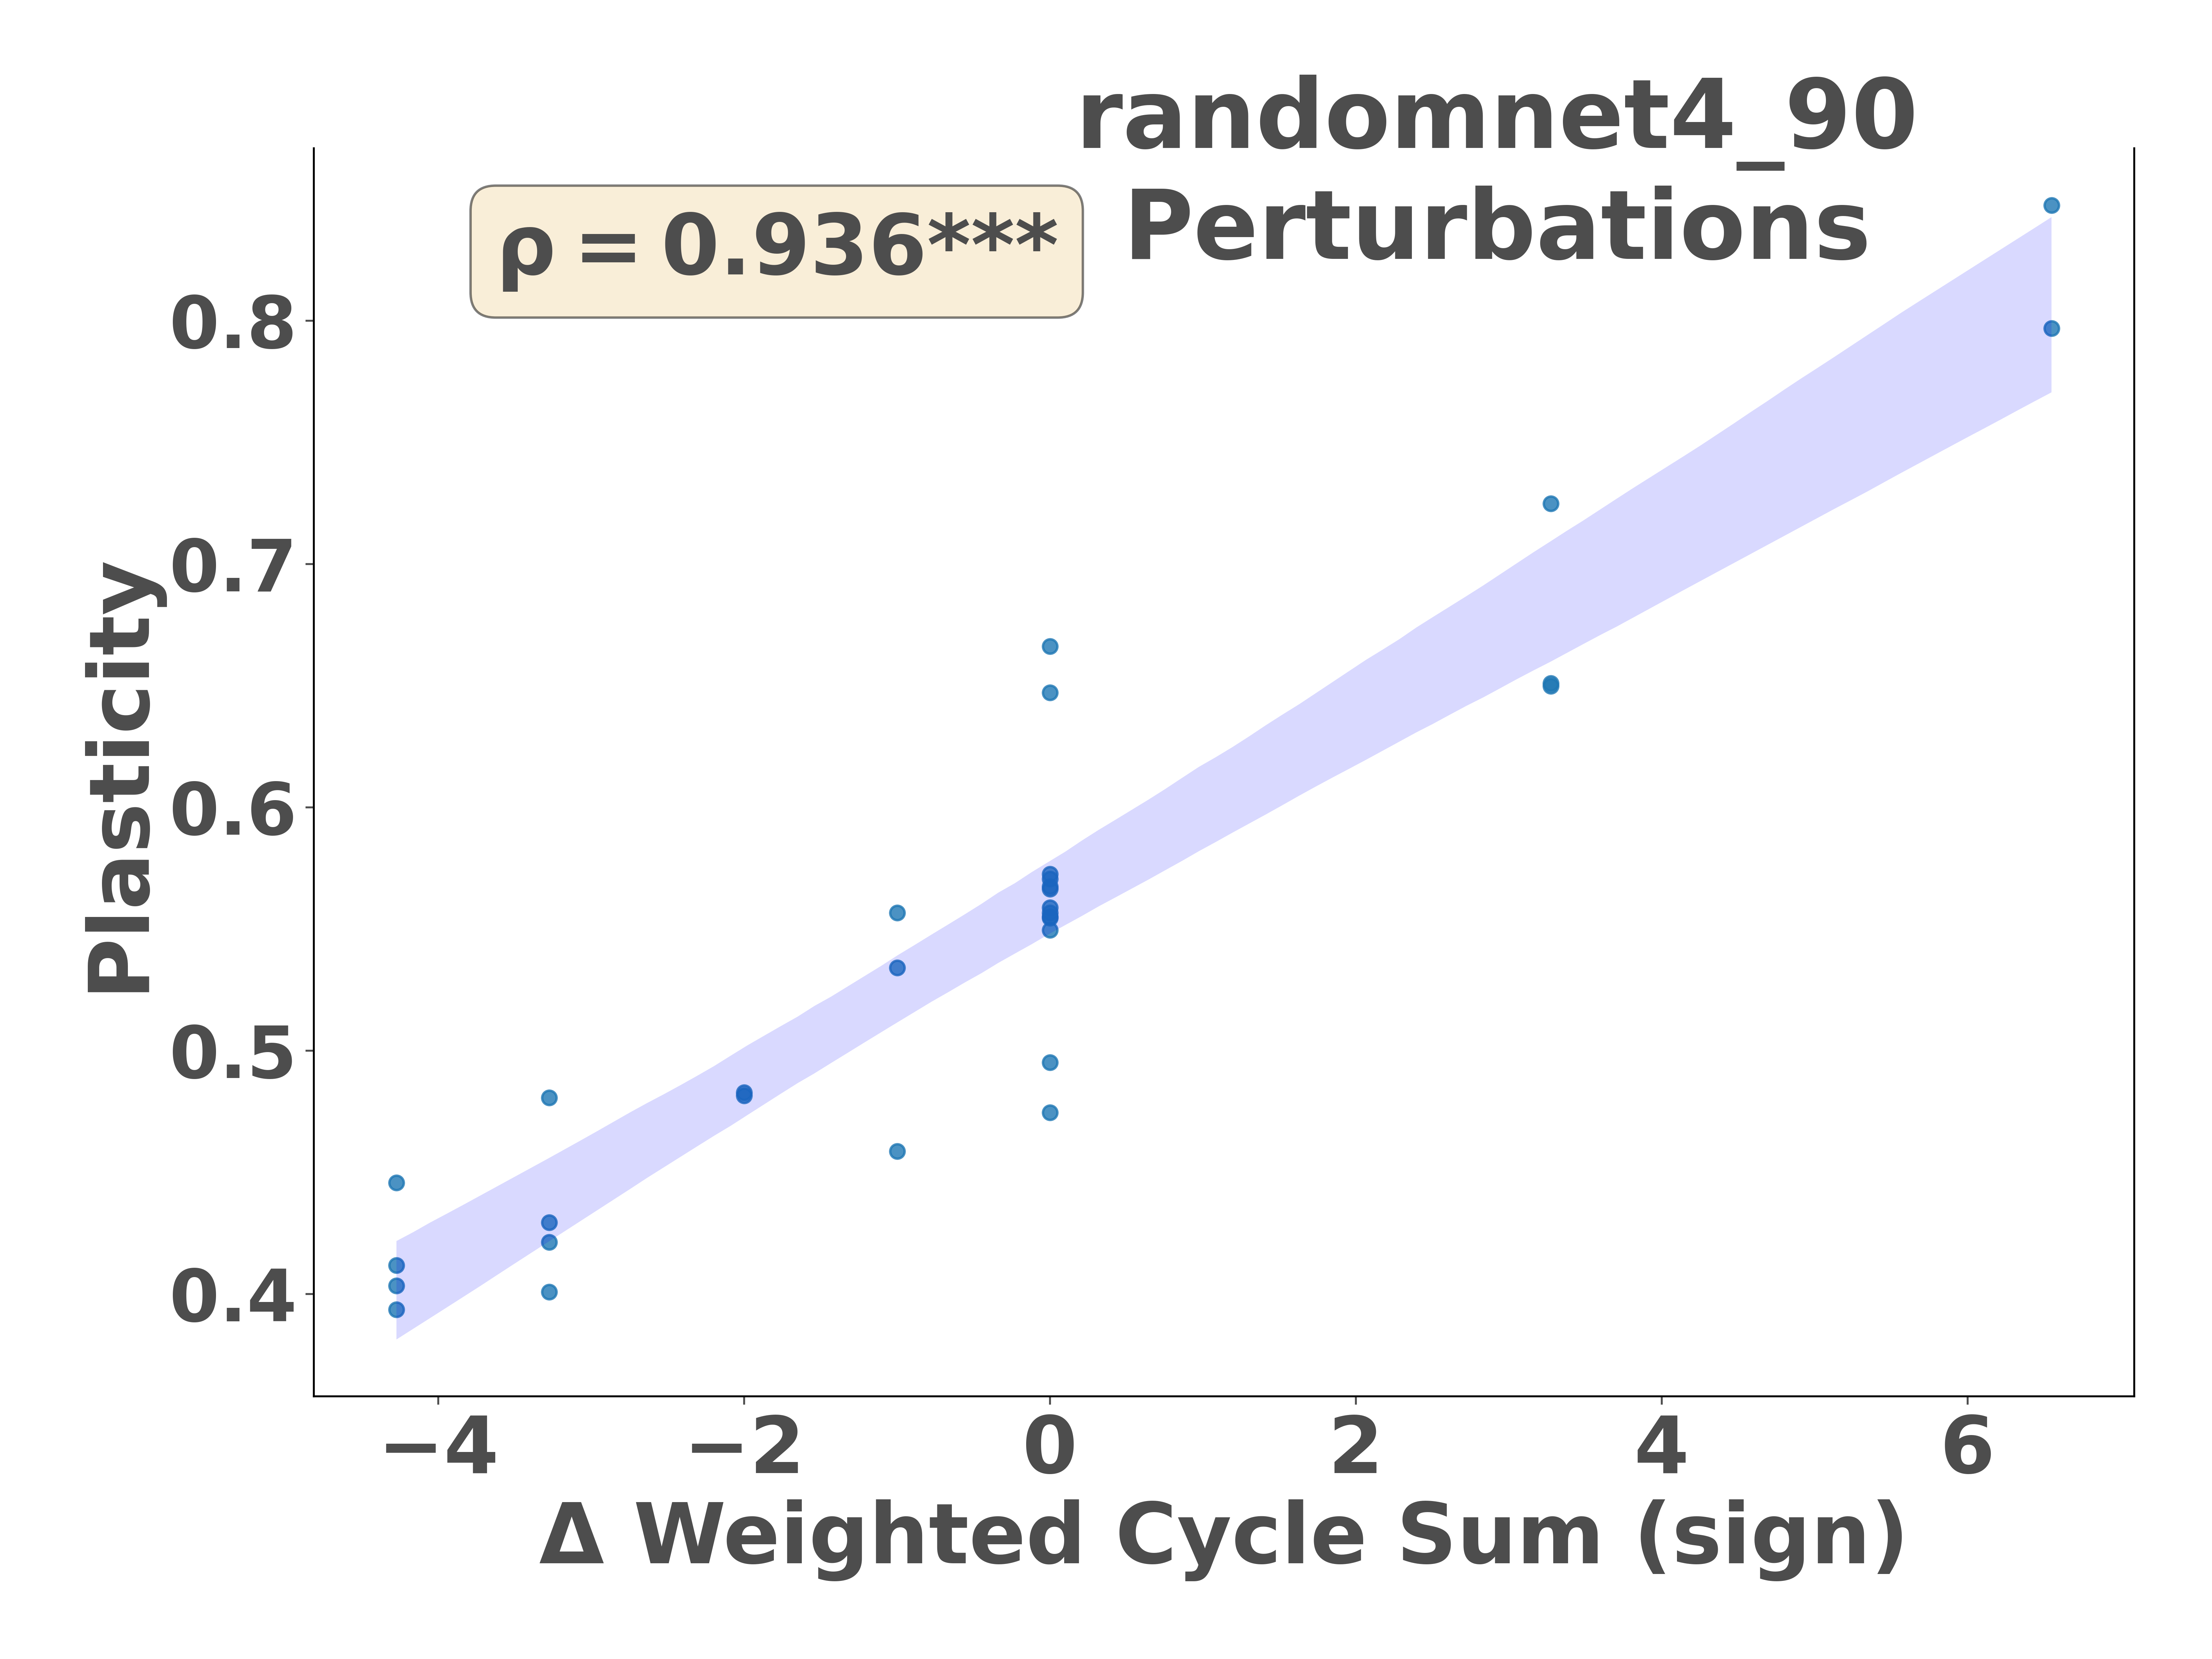 randomnet4_90
Perturbations
ρ = 0.936***
Plasticity
0.8
0.7
0.6
0.5
0.4
−4 −2 0 2 4 6
Δ Weighted Cycle Sum (sign)